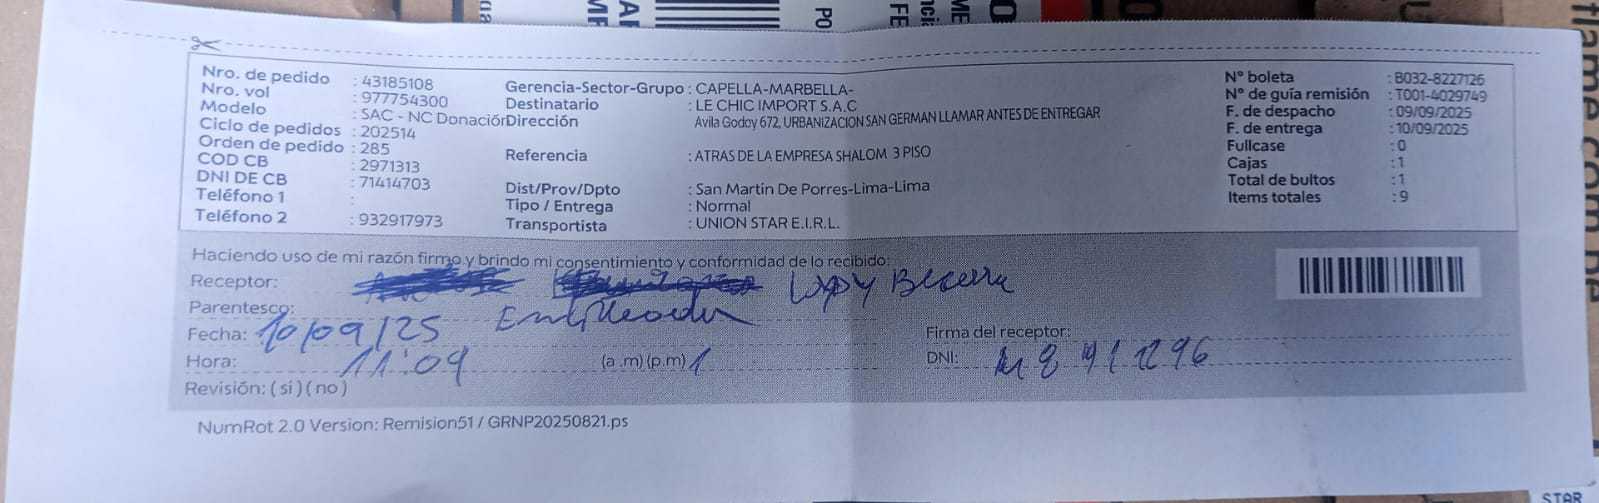 Nro. de pedido : 43185108
Nro. vol : 977754300
Modelo : SAC - NC Donación
Ciclo de pedidos : 202514
Orden de pedido : 285
COD CB : 2971313
DNI DE CB : 71414703
Teléfono 1 :
Teléfono 2 : 932917973
Gerencia-Sector-Grupo : CAPELLA-MARBELLA-
Destinatario : LE CHIC IMPORT S.A.C
Dirección Avila Godoy 672, URBANIZACION SAN GERMAN LLAMAR ANTES DE ENTREGAR
Referencia : ATRAS DE LA EMPRESA SHALOM 3 PISO
Dist/Prov/Dpto : San Martin De Porres-Lima-Lima
Tipo / Entrega : Normal
Transportista : UNION STAR E.I.R.L.
N° boleta : B032-8227126
N° de guía remisión : T001-4029749
F. de despacho : 09/09/2025
F. de entrega : 10/09/2025
Fullcase : 0
Cajas : 1
Total de bultos : 1
Items totales : 9
Haciendo uso de mi razón firmo y brindo mi consentimiento y conformidad de lo recibido:
Receptor: Becerra
Parentesco:
Fecha: 10/09/25
Firma del receptor:
Hora: 11:09 (a .m) (p.m)
DNI:
Revisión: ( si ) ( no )
NumRot 2.0 Version: Remision51 / GRNP20250821.ps
STAR